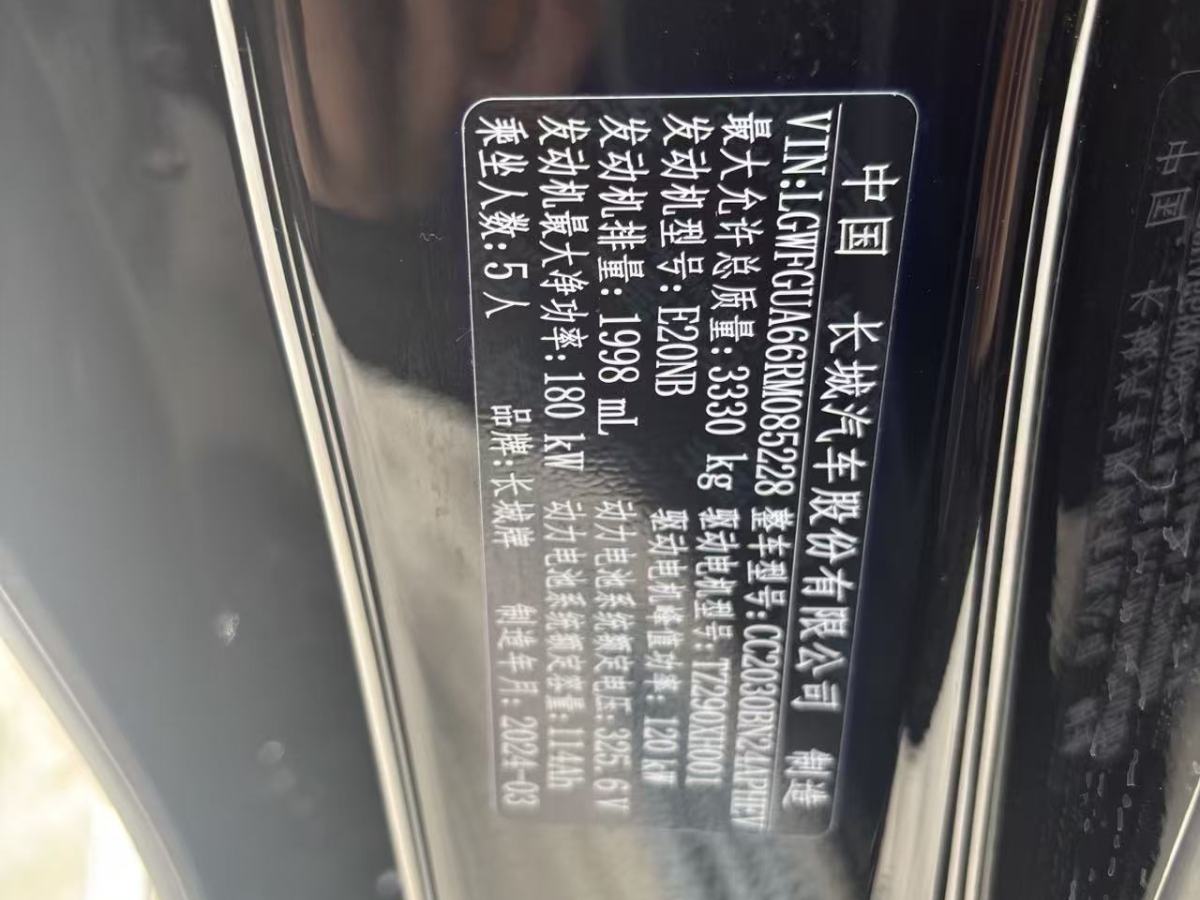 中国 长城汽车股份有限公司 制造
VIN:LGWFGUA66RM085228 整车型号:CC2030BN24APHEV
最大允许总质量:3330 kg 驱动电机型号:TZ290XH001
发动机型号:E20NB 驱动电机峰值功率: 120 kW
发动机排量:1998 mL 动力电池系统额定电压:325.6 V
发动机最大净功率:180 kW 动力电池系统额定容量:114Ah
乘坐人数:5人 品牌:长城牌 制造年月:2024-03
中国